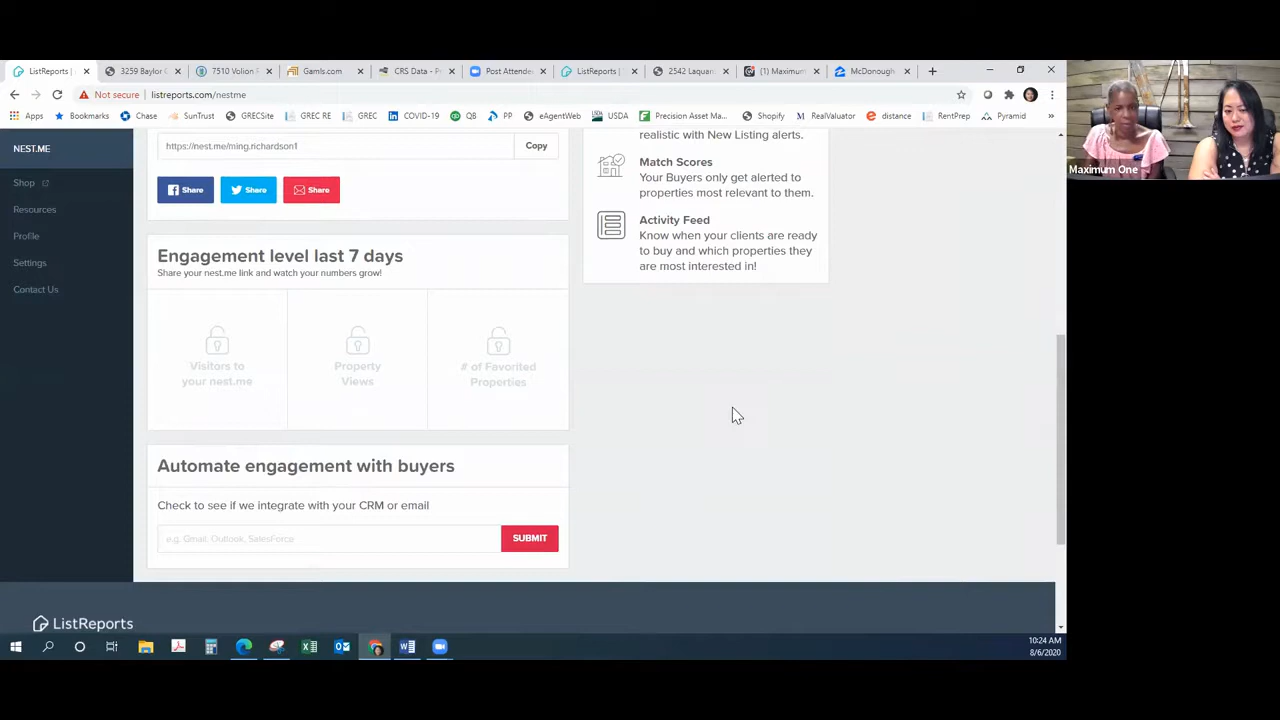 ListReports |
3259 Baylor C
7510 Volion P
Gamls.com
CRS Data - P
Post Attende
ListReports |
2542 Laquar
(1) Maximum
McDonough
Not secure | listreports.com/nestme
Apps
Bookmarks
Chase
SunTrust
GRECSite
GREC RE
GREC
COVID-19
QB
PP
eAgentWeb
USDA
Precision Asset Ma...
Shopify
RealValuator
distance
RentPrep
Pyramid
Maximum One
NEST.ME
Shop
Resources
Profile
Settings
Contact Us
https://nest.me/ming.richardson1
Copy
Share
Share
Share
Engagement level last 7 days
Share your nest.me link and watch your numbers grow!
Visitors to
your nest.me
Property
Views
# of Favorited
Properties
Automate engagement with buyers
Check to see if we integrate with your CRM or email
e.g. Gmail, Outlook, SalesForce
SUBMIT
realistic with New Listing alerts.
Match Scores
Your Buyers only get alerted to
properties most relevant to them.
Activity Feed
Know when your clients are ready
to buy and which properties they
are most interested in!
ListReports
10:24 AM
8/6/2020